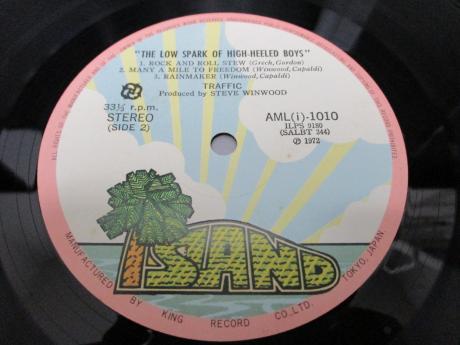 "THE LOW SPARK OF HIGH-HEELED BOYS"
1. ROCK AND ROLL STEW (Grech, Gordon)
2. MANY A MILE TO FREEDOM (Winwood, Capaldi)
3. RAINMAKER (Winwood, Capaldi)
TRAFFIC
Produced by STEVE WINWOOD
33⅓ r.p.m.
STEREO
(SIDE 2)
AML(i)-1010
ILPS 9180
(SALBT 244)
Ⓟ 1972
ISLAND
MANUFACTURED BY KING RECORD CO., LTD. TOKYO, JAPAN